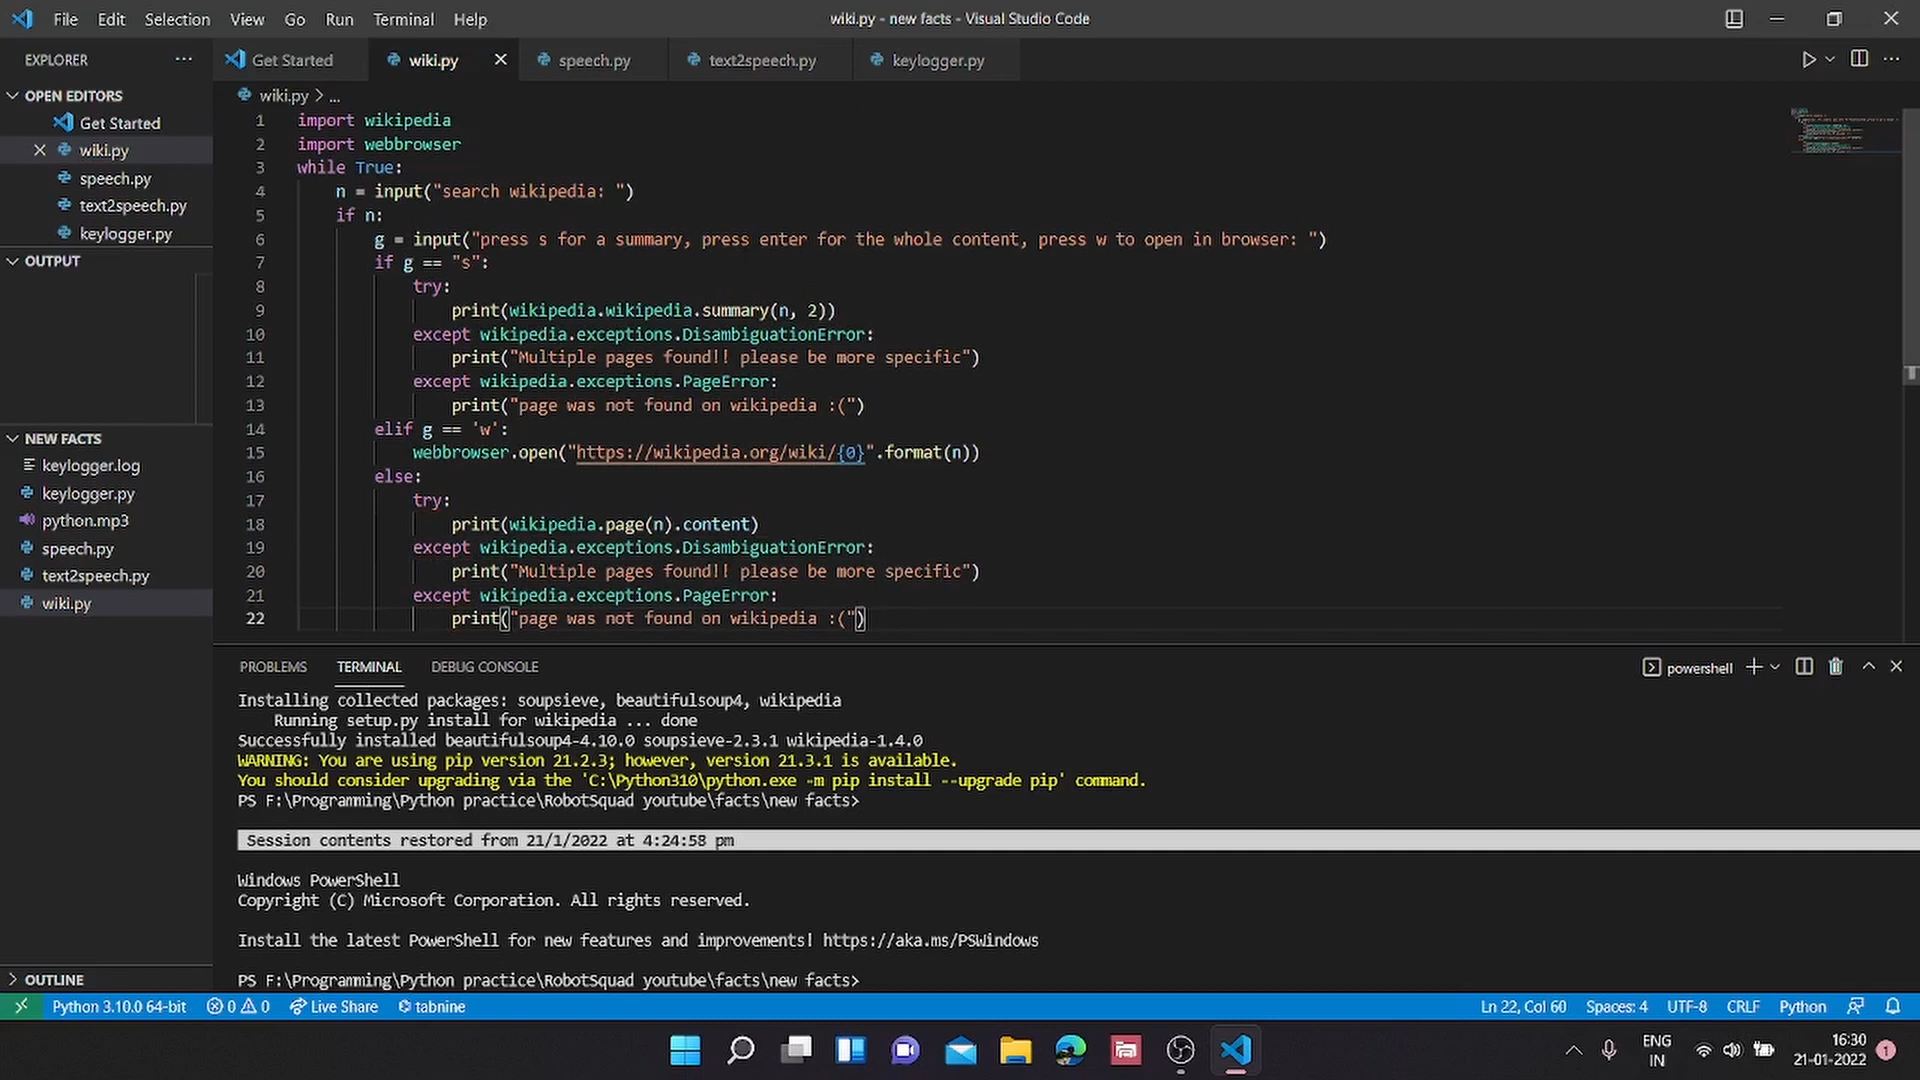 File Edit Selection View Go Run Terminal Help
wiki.py - new facts - Visual Studio Code
EXPLORER ...
Get Started
wiki.py
speech.py
text2speech.py
keylogger.py
OPEN EDITORS
Get Started
wiki.py
speech.py
text2speech.py
keylogger.py
OUTPUT
NEW FACTS
keylogger.log
keylogger.py
python.mp3
speech.py
text2speech.py
wiki.py
OUTLINE
wiki.py > ...
1 import wikipedia
2 import webbrowser
3 while True:
4 n = input("search wikipedia: ")
5 if n:
6 g = input("press s for a summary, press enter for the whole content, press w to open in browser: ")
7 if g == "s":
8 try:
9 print(wikipedia.wikipedia.summary(n, 2))
10 except wikipedia.exceptions.DisambiguationError:
11 print("Multiple pages found!! please be more specific")
12 except wikipedia.exceptions.PageError:
13 print("page was not found on wikipedia :(")
14 elif g == 'w':
15 webbrowser.open("https://wikipedia.org/wiki/{0}".format(n))
16 else:
17 try:
18 print(wikipedia.page(n).content)
19 except wikipedia.exceptions.DisambiguationError:
20 print("Multiple pages found!! please be more specific")
21 except wikipedia.exceptions.PageError:
22 print("page was not found on wikipedia :(")
PROBLEMS TERMINAL DEBUG CONSOLE
powershell
Installing collected packages: soupsieve, beautifulsoup4, wikipedia
Running setup.py install for wikipedia ... done
Successfully installed beautifulsoup4-4.10.0 soupsieve-2.3.1 wikipedia-1.4.0
WARNING: You are using pip version 21.2.3; however, version 21.3.1 is available.
You should consider upgrading via the 'C:\Python310\python.exe -m pip install --upgrade pip' command.
PS F:\Programming\Python practice\RobotSquad youtube\facts\new facts>
Session contents restored from 21/1/2022 at 4:24:58 pm
Windows PowerShell
Copyright (C) Microsoft Corporation. All rights reserved.
Install the latest PowerShell for new features and improvements! https://aka.ms/PSWindows
PS F:\Programming\Python practice\RobotSquad youtube\facts\new facts>
Python 3.10.0 64-bit 0 0 Live Share tabnine
Ln 22, Col 60 Spaces: 4 UTF-8 CRLF Python
ENG
IN
16:30
21-01-2022
1